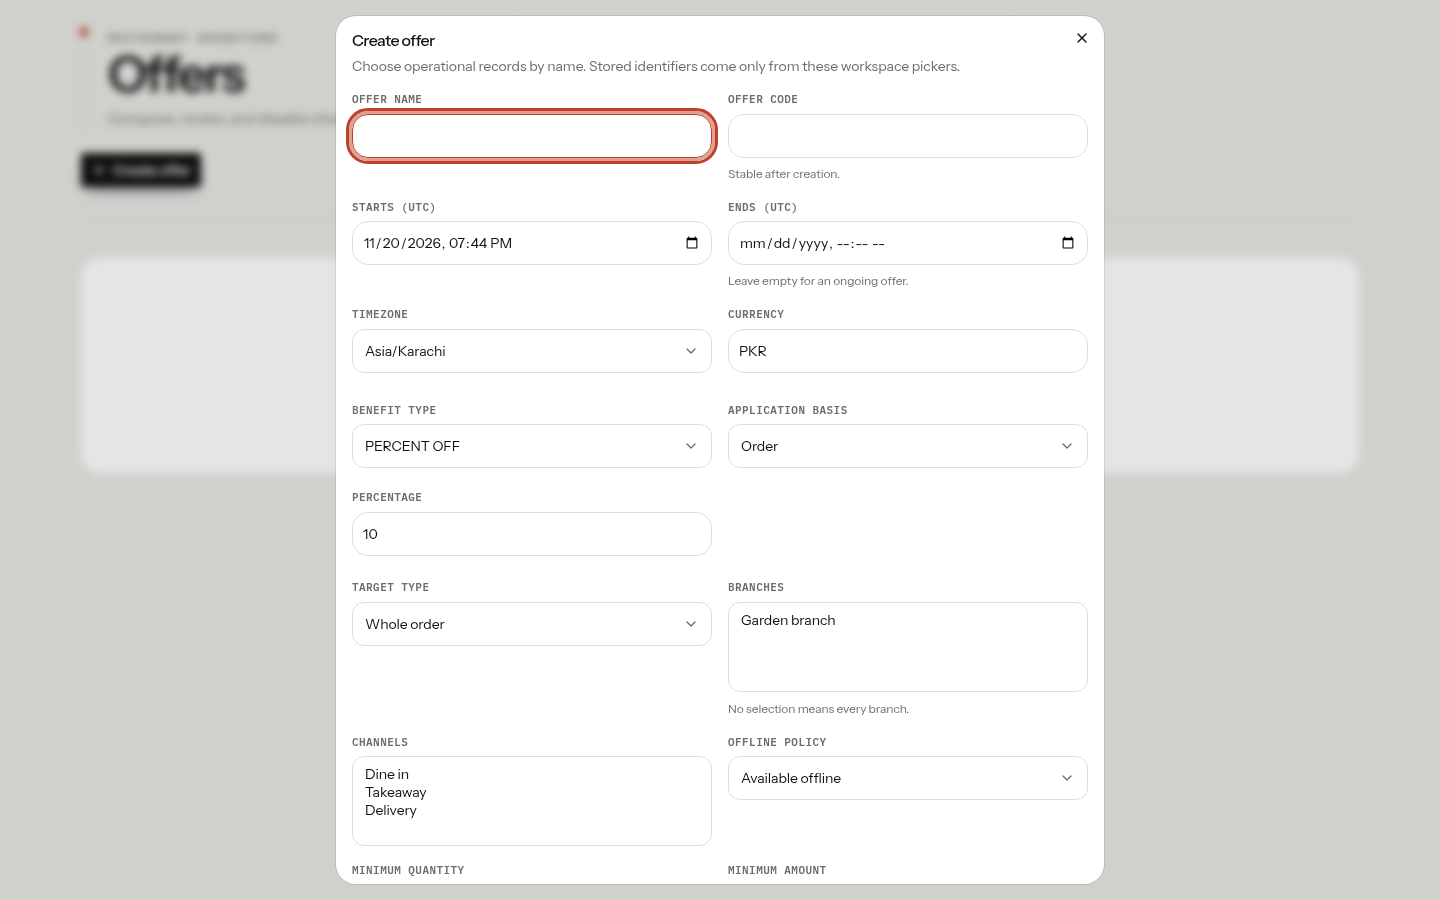 RESTAURANT OPERATIONS
Offers
Create offer
Create offer
Choose operational records by name. Stored identifiers come only from these workspace pickers.
OFFER NAME
OFFER CODE
Stable after creation.
STARTS (UTC)
ENDS (UTC)
11/20/2026, 07:44 PM
mm/dd/yyyy, --:-- --
Leave empty for an ongoing offer.
TIMEZONE
CURRENCY
Asia/Karachi
PKR
BENEFIT TYPE
APPLICATION BASIS
PERCENT OFF
Order
PERCENTAGE
10
TARGET TYPE
BRANCHES
Whole order
Garden branch
No selection means every branch.
CHANNELS
OFFLINE POLICY
Dine in
Takeaway
Delivery
Available offline
MINIMUM QUANTITY
MINIMUM AMOUNT